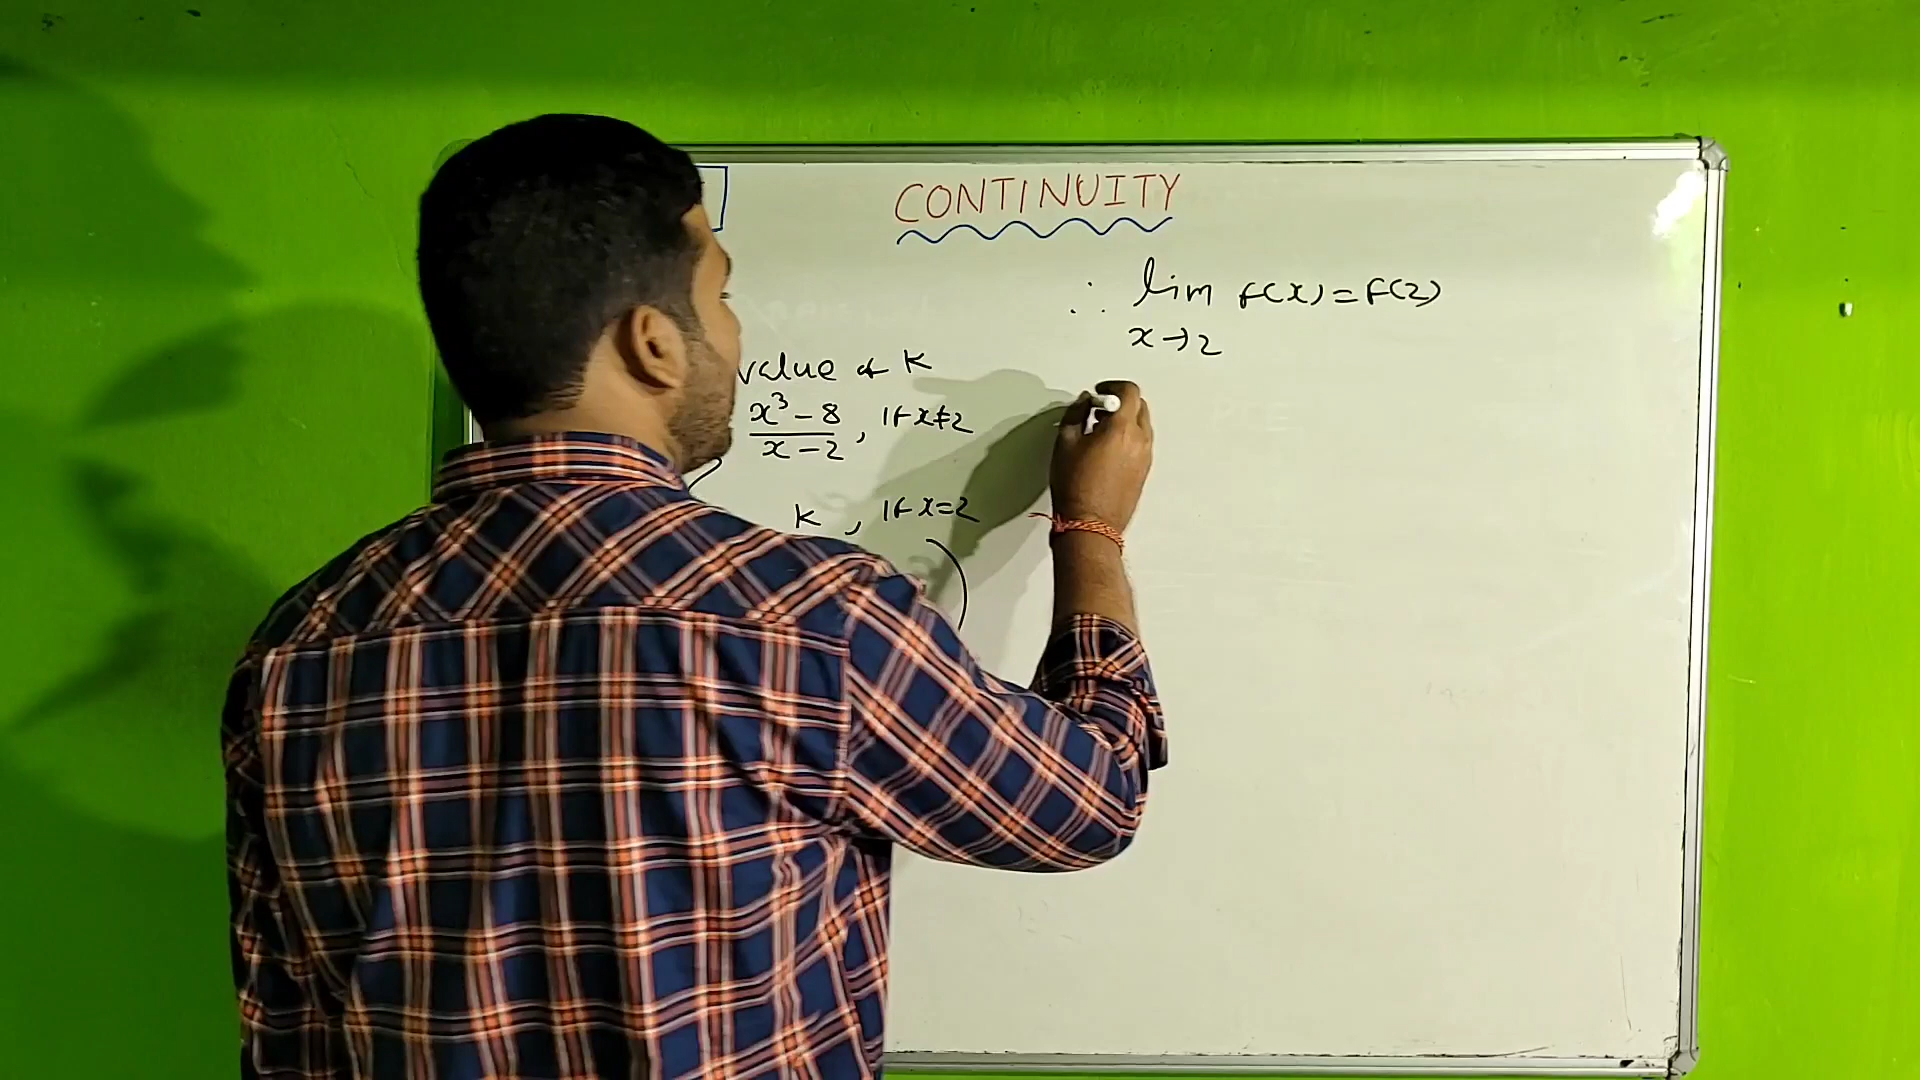 CONTINUITY
value of K
x³-8 / x-2 , If x≠2
K , If x=2
∴ lim f(x) = f(2)
x→2